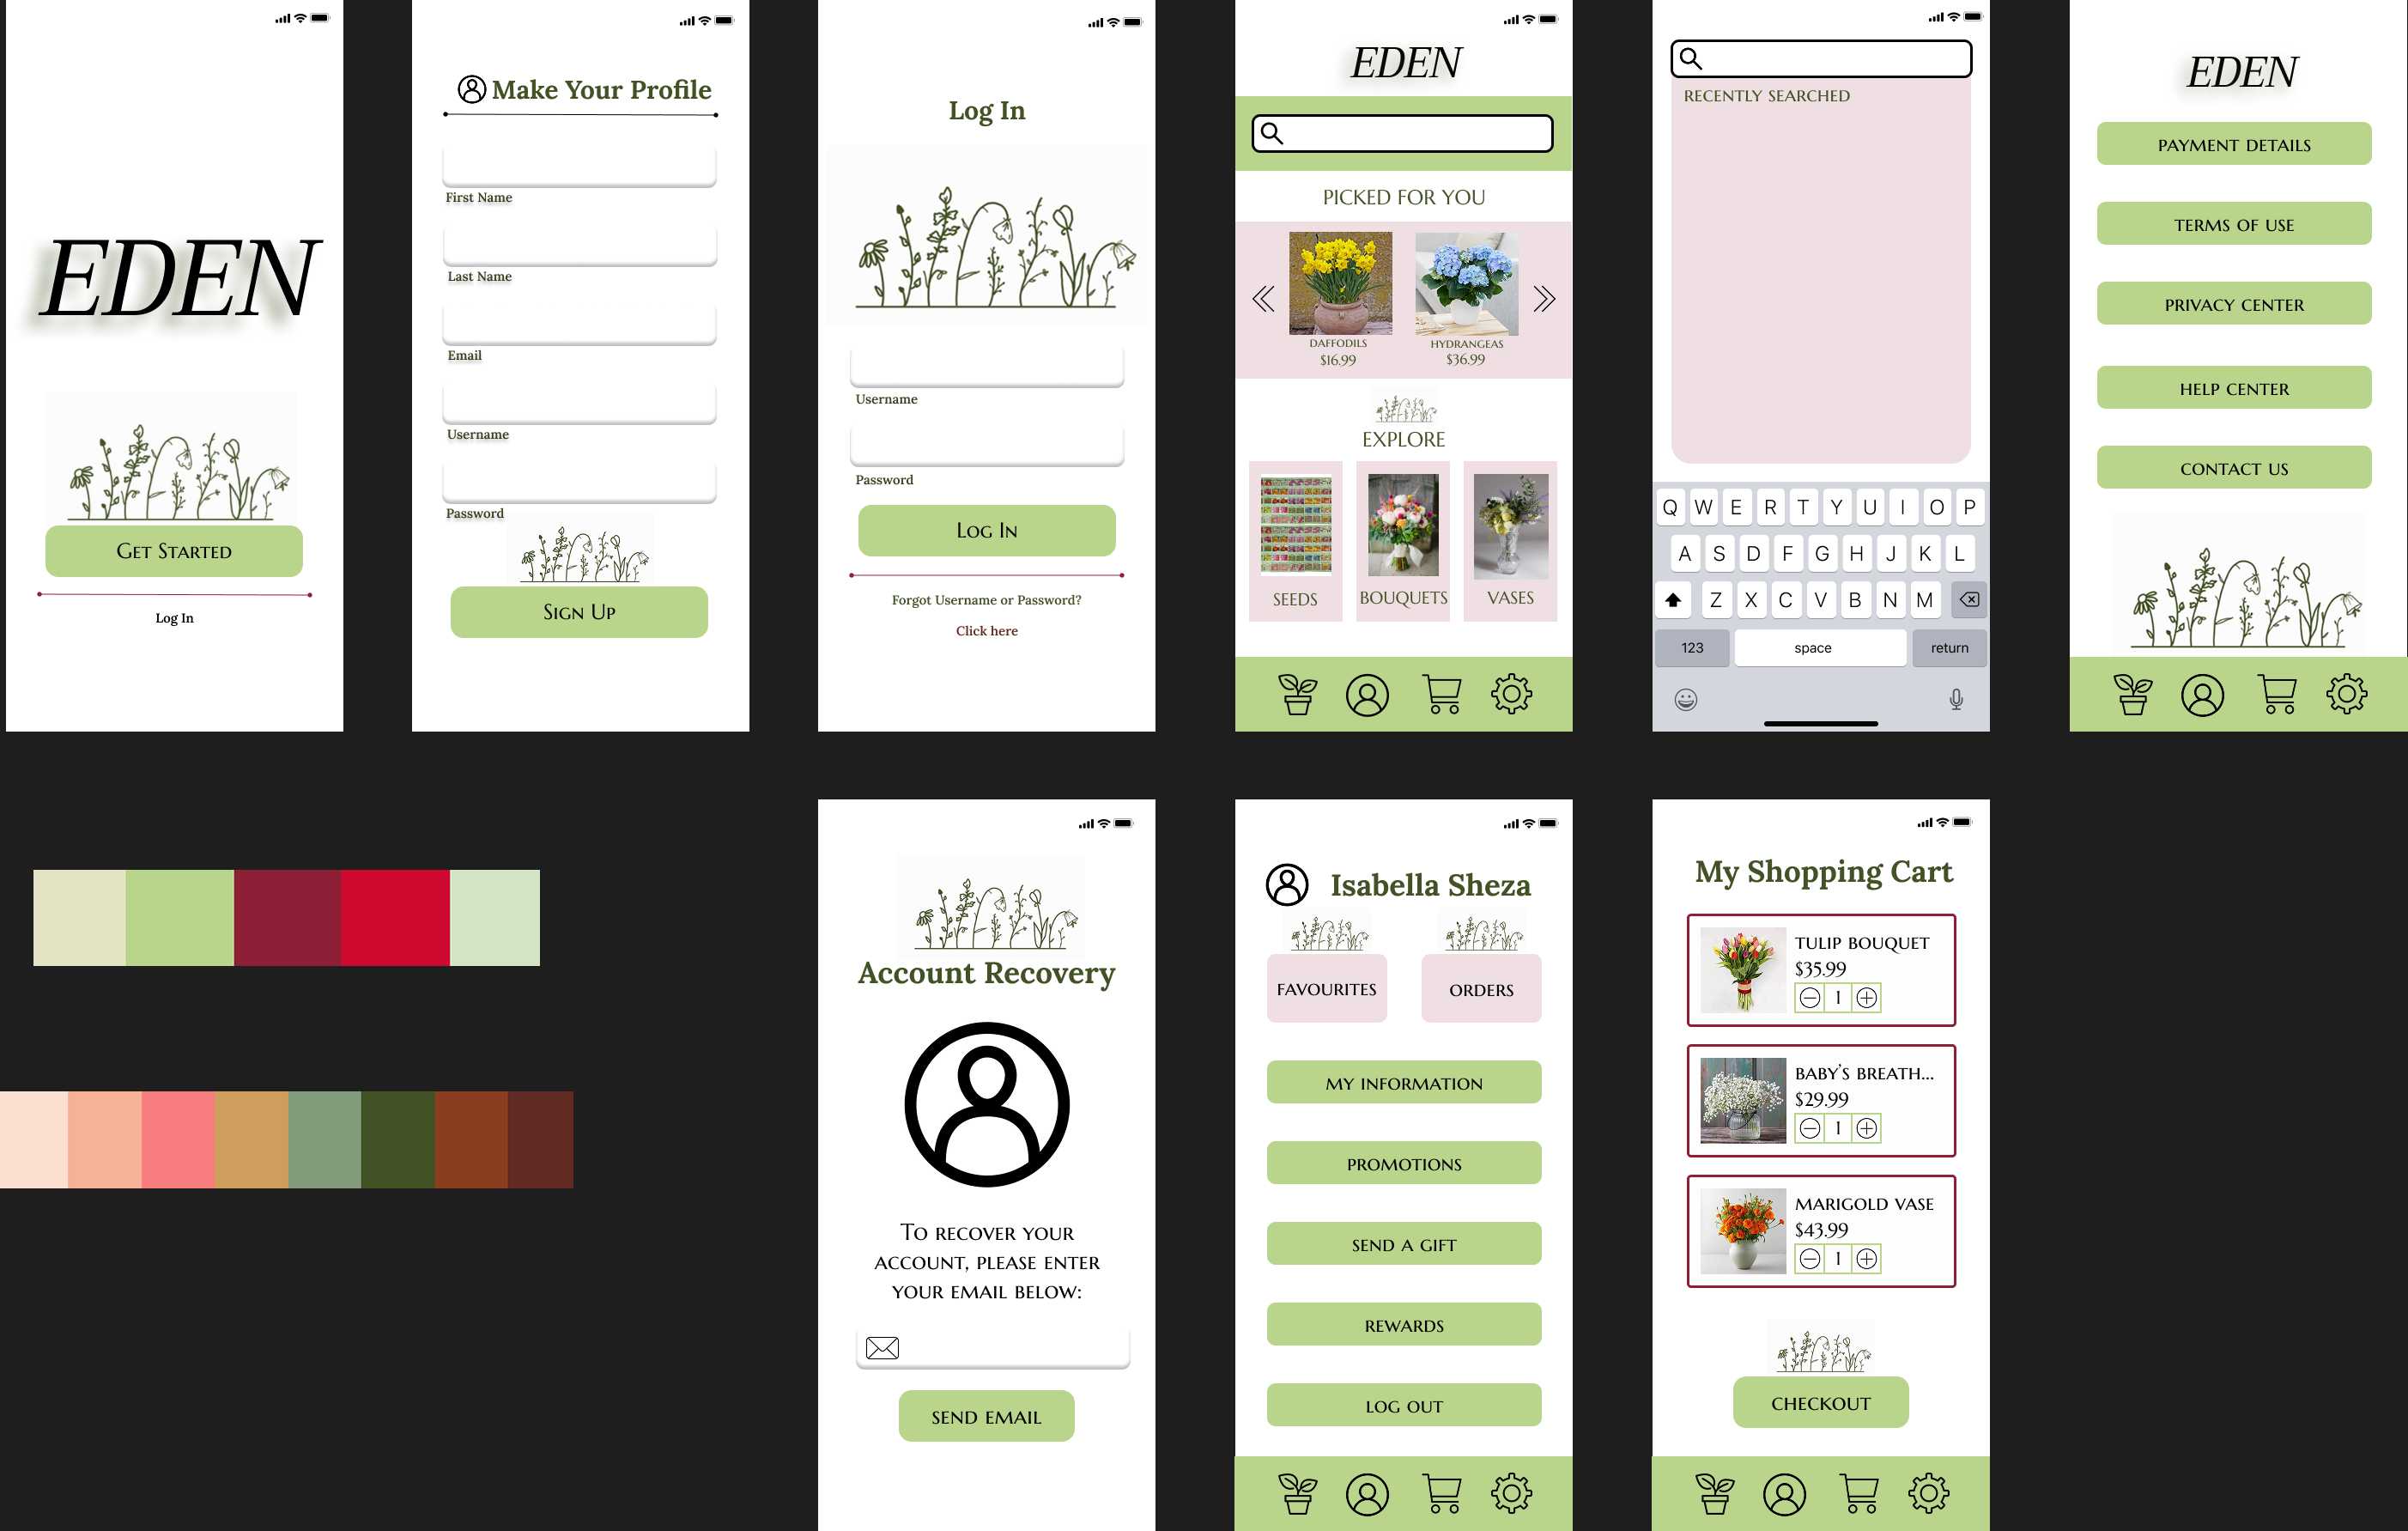 EDEN
Get Started
Log In
Make Your Profile
First Name
Last Name
Email
Username
Password
Sign Up
Log In
Username
Password
Log In
Forgot Username or Password?
Click here
EDEN
PICKED FOR YOU
DAFFODILS
$16.99
HYDRANGEAS
$36.99
EXPLORE
SEEDS
BOUQUETS
VASES
RECENTLY SEARCHED
Q W E R T Y U I O P
A S D F G H J K L
Z X C V B N M
123 space return
EDEN
PAYMENT DETAILS
TERMS OF USE
PRIVACY CENTER
HELP CENTER
CONTACT US
Account Recovery
To recover your
account, please enter
your email below:
SEND EMAIL
Isabella Sheza
FAVOURITES
ORDERS
MY INFORMATION
PROMOTIONS
SEND A GIFT
REWARDS
LOG OUT
My Shopping Cart
TULIP BOUQUET
$35.99
1
BABY'S BREATH...
$29.99
1
MARIGOLD VASE
$43.99
1
CHECKOUT